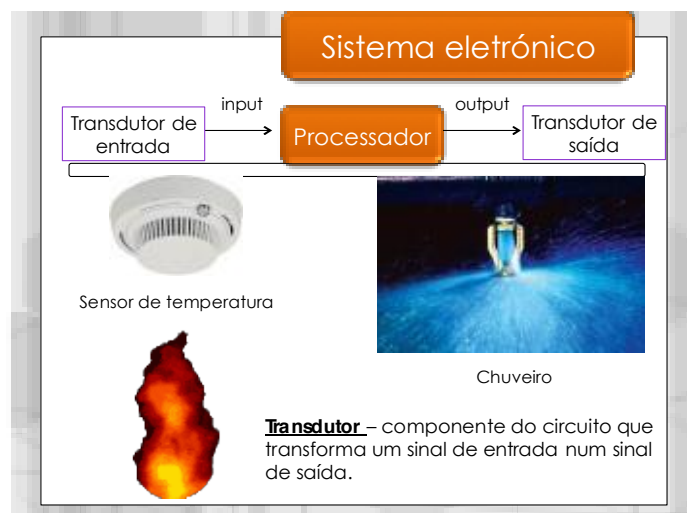 Sistema eletrónico
input
output
Transdutor de
entrada
Processador
Transdutor de
saída
Sensor de temperatura
Chuveiro
Transdutor – componente do circuito que
transforma um sinal de entrada num sinal
de saída.